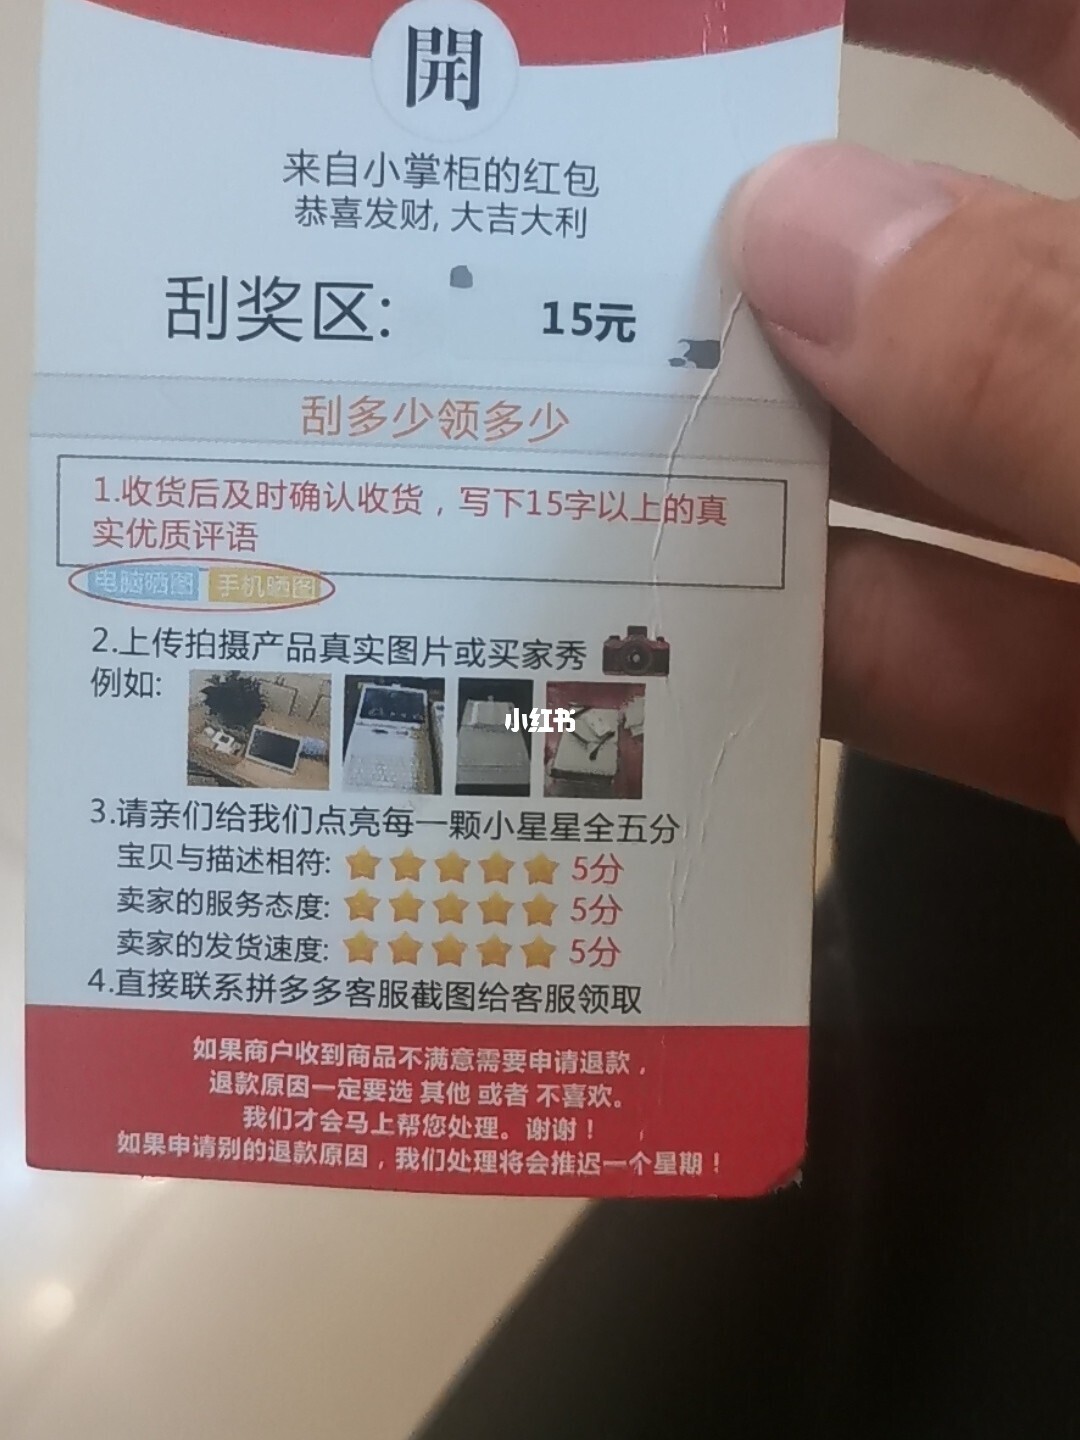 開
来自小掌柜的红包
恭喜发财,大吉大利
刮奖区:
15元
刮多少领多少
1.收货后及时确认收货，写下15字以上的真
实优质评语
电脑晒图 手机晒图
2.上传拍摄产品真实图片或买家秀
例如:
小红书
3.请亲们给我们点亮每一颗小星星全五分
宝贝与描述相符: 5分
卖家的服务态度: 5分
卖家的发货速度: 5分
4.直接联系拼多多客服截图给客服领取
如果商户收到商品不满意需要申请退款，
退款原因一定要选 其他 或者 不喜欢。
我们才会马上帮您处理。谢谢！
如果申请别的退款原因，我们处理将会推迟一个星期！